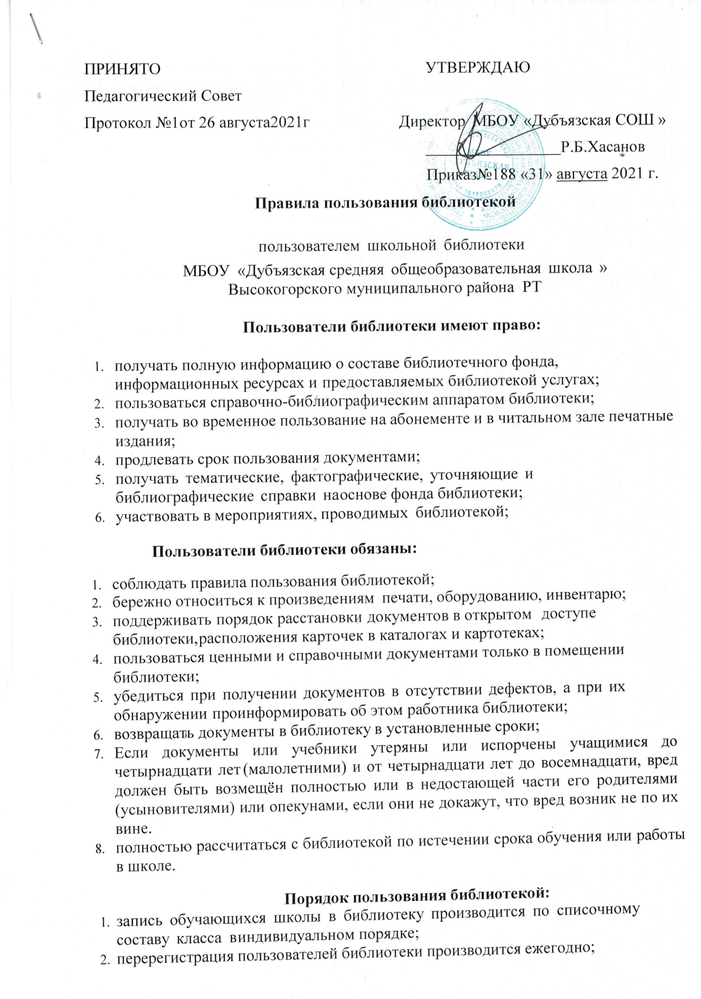 ПРИНЯТО
УТВЕРЖДАЮ
Педагогический Совет
Протокол №1от 26 августа2021г
Директор МБОУ «Дубъязская СОШ »
Р.Б.Хасанов
Приказ№188 «31» августа 2021 г.
ДУБЪЯЗСКАЯ
ИНН 1616008979
Правила пользования библиотекой
пользователем школьной библиотеки
МБОУ «Дубъязская средняя общеобразовательная школа »
Высокогорского муниципального района РТ
Пользователи библиотеки имеют право:
1. получать полную информацию о составе библиотечного фонда,
информационных ресурсах и предоставляемых библиотекой услугах;
2. пользоваться справочно-библиографическим аппаратом библиотеки;
3. получать во временное пользование на абонементе и в читальном зале печатные
издания;
4. продлевать срок пользования документами;
5. получать тематические, фактографические, уточняющие и
библиографические справки наоснове фонда библиотеки;
6. участвовать в мероприятиях, проводимых библиотекой;
Пользователи библиотеки обязаны:
1. соблюдать правила пользования библиотекой;
2. бережно относиться к произведениям печати, оборудованию, инвентарю;
3. поддерживать порядок расстановки документов в открытом доступе
библиотеки,расположения карточек в каталогах и картотеках;
4. пользоваться ценными и справочными документами только в помещении
библиотеки;
5. убедиться при получении документов в отсутствии дефектов, а при их
обнаружении проинформировать об этом работника библиотеки;
6. возвращать документы в библиотеку в установленные сроки;
7. Если документы или учебники утеряны или испорчены учащимися до
четырнадцати лет(малолетними) и от четырнадцати лет до восемнадцати, вред
должен быть возмещён полностью или в недостающей части его родителями
(усыновителями) или опекунами, если они не докажут, что вред возник не по их
вине.
8. полностью рассчитаться с библиотекой по истечении срока обучения или работы
в школе.
Порядок пользования библиотекой:
1. запись обучающихся школы в библиотеку производится по списочному
составу класса виндивидуальном порядке;
2. перерегистрация пользователей библиотеки производится ежегодно;